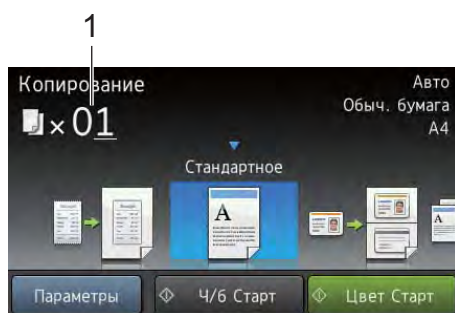 1
Копирование
Авто
Обыч. бумага
A4
×01
Стандартное
A
A
Параметры
Ч/б Старт
Цвет Старт